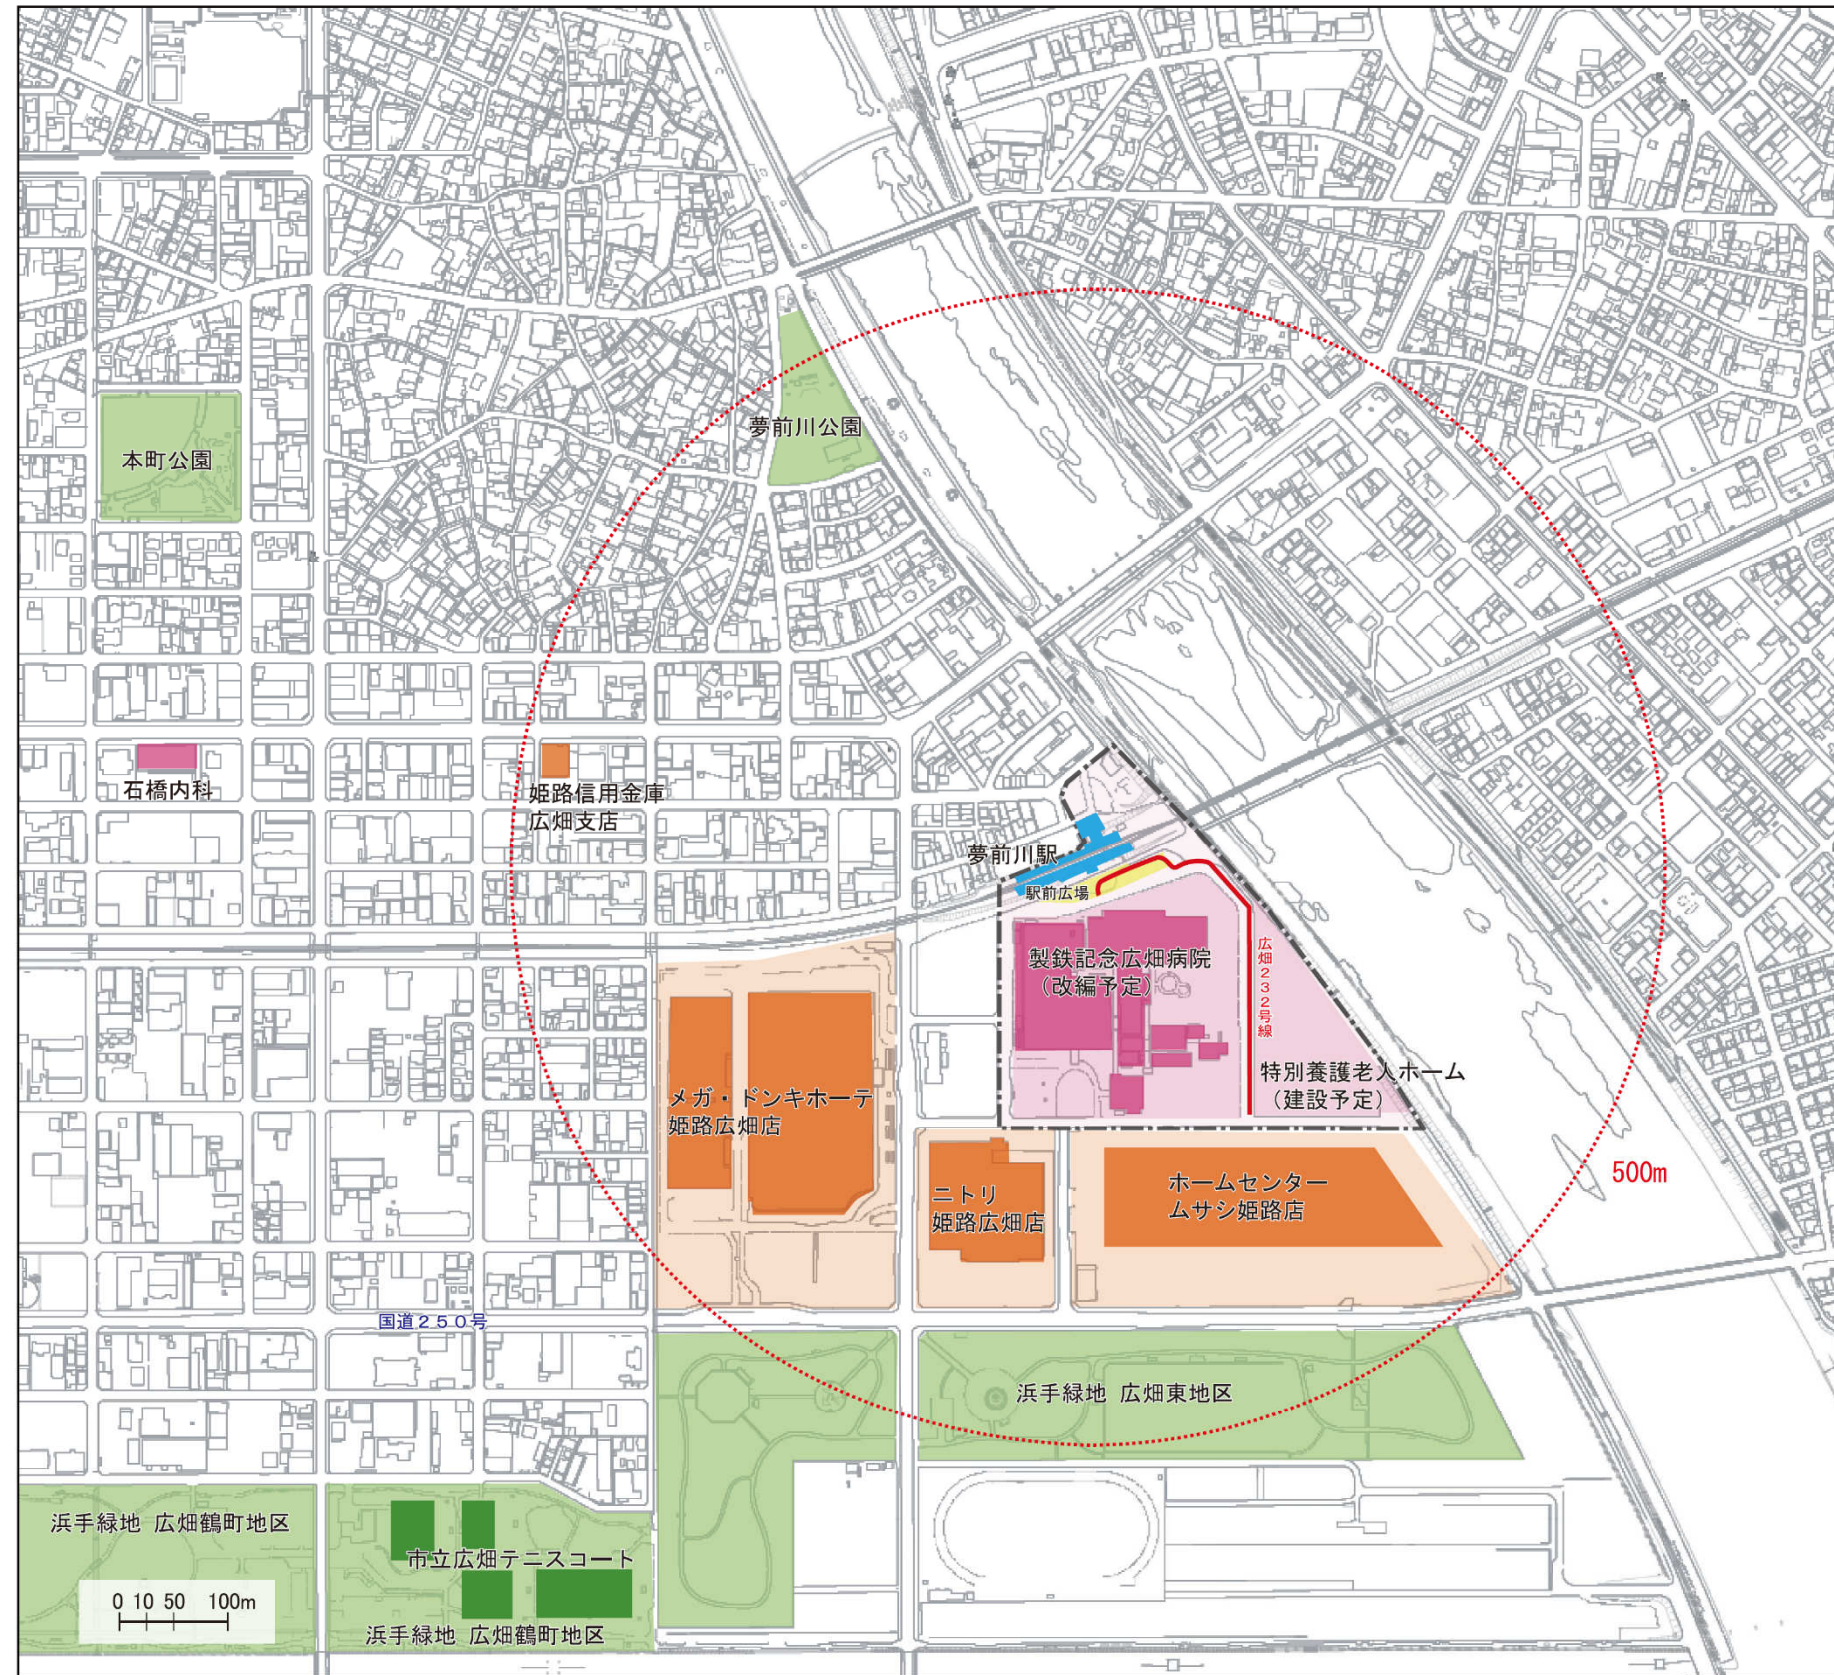 夢前川公園
本町公園
石橋内科
姫路信用金庫
広畑支店
夢前川駅
駅前広場
製鉄記念広畑病院
（改編予定）
広畑232号線
特別養護老人ホーム
（建設予定）
メガ・ドンキホーテ
姫路広畑店
ニトリ
姫路広畑店
ホームセンター
ムサシ姫路店
500m
国道250号
浜手緑地 広畑東地区
浜手緑地 広畑鶴町地区
市立広畑テニスコート
0 10 50 100m
浜手緑地 広畑鶴町地区